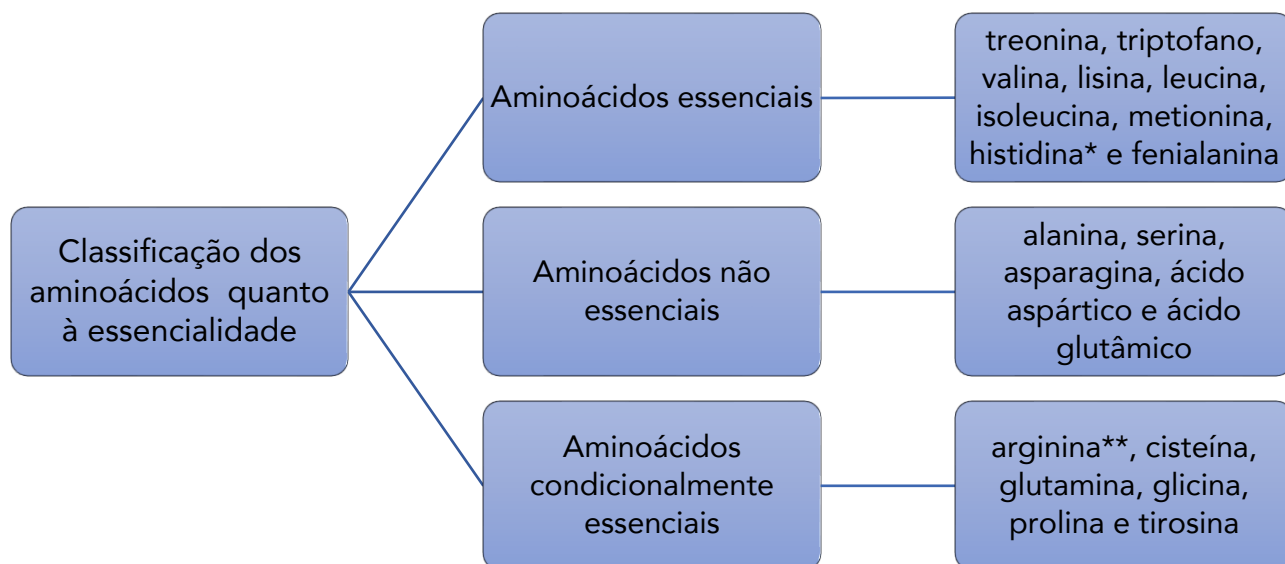 Classificação dos
aminoácidos quanto
à essencialidade
Aminoácidos essenciais
treonina, triptofano,
valina, lisina, leucina,
isoleucina, metionina,
histidina* e fenialanina
Aminoácidos não
essenciais
alanina, serina,
asparagina, ácido
aspártico e ácido
glutâmico
Aminoácidos
condicionalmente
essenciais
arginina**, cisteína,
glutamina, glicina,
prolina e tirosina